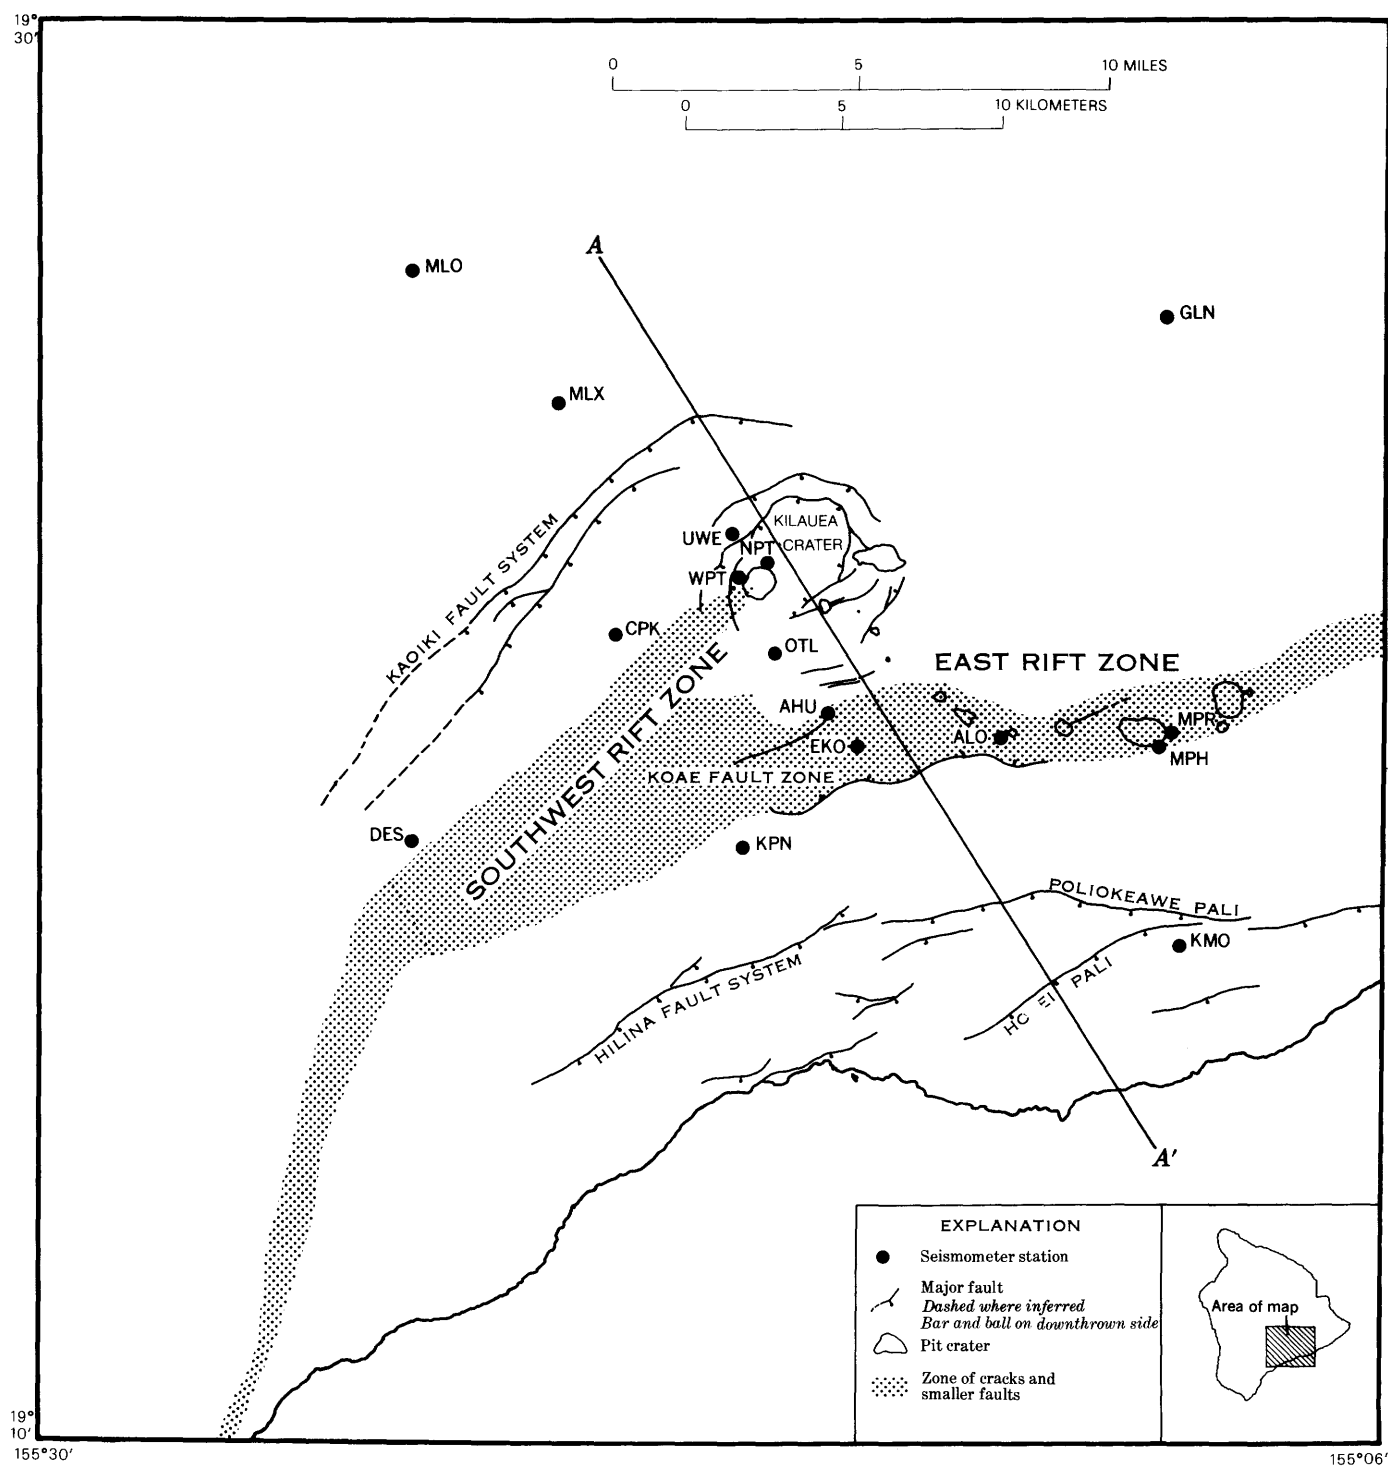 19°
30'
0 5 10 MILES
0 5 10 KILOMETERS
A
MLO
GLN
MLX
KAOIKI FAULT SYSTEM
KILAUEA
CRATER
UWE
NPT
WPT
CPK
OTL
EAST RIFT ZONE
SOUTHWEST RIFT ZONE
AHU
EKO
ALO
MPR
MPH
KOAE FAULT ZONE
DES
KPN
POLIOKEAWE PALI
KMO
HILINA FAULT SYSTEM
HO EI PALI
A'
EXPLANATION
Seismometer station
Major fault
Dashed where inferred
Bar and ball on downthrown side
Pit crater
Zone of cracks and
smaller faults
Area of map
19°
10'
155°30'
155°06'